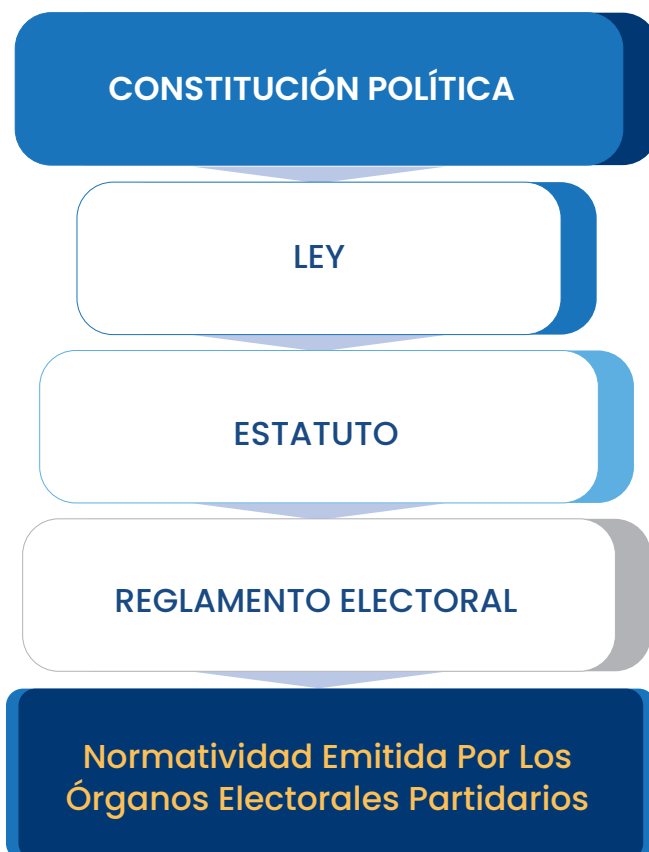 CONSTITUCIÓN POLÍTICA
LEY
ESTATUTO
REGLAMENTO ELECTORAL
Normatividad Emitida Por Los
Órganos Electorales Partidarios